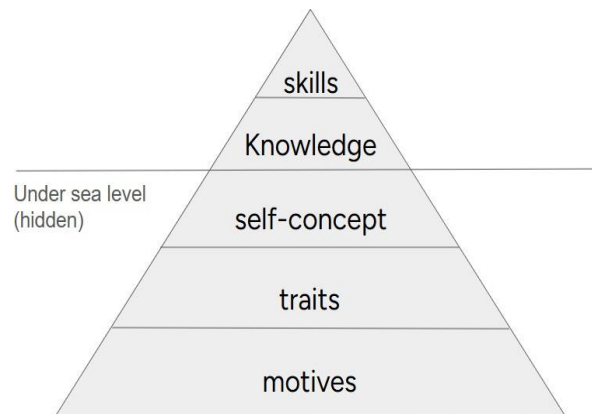 skills
Knowledge
Under sea level
(hidden)
self-concept
traits
motives